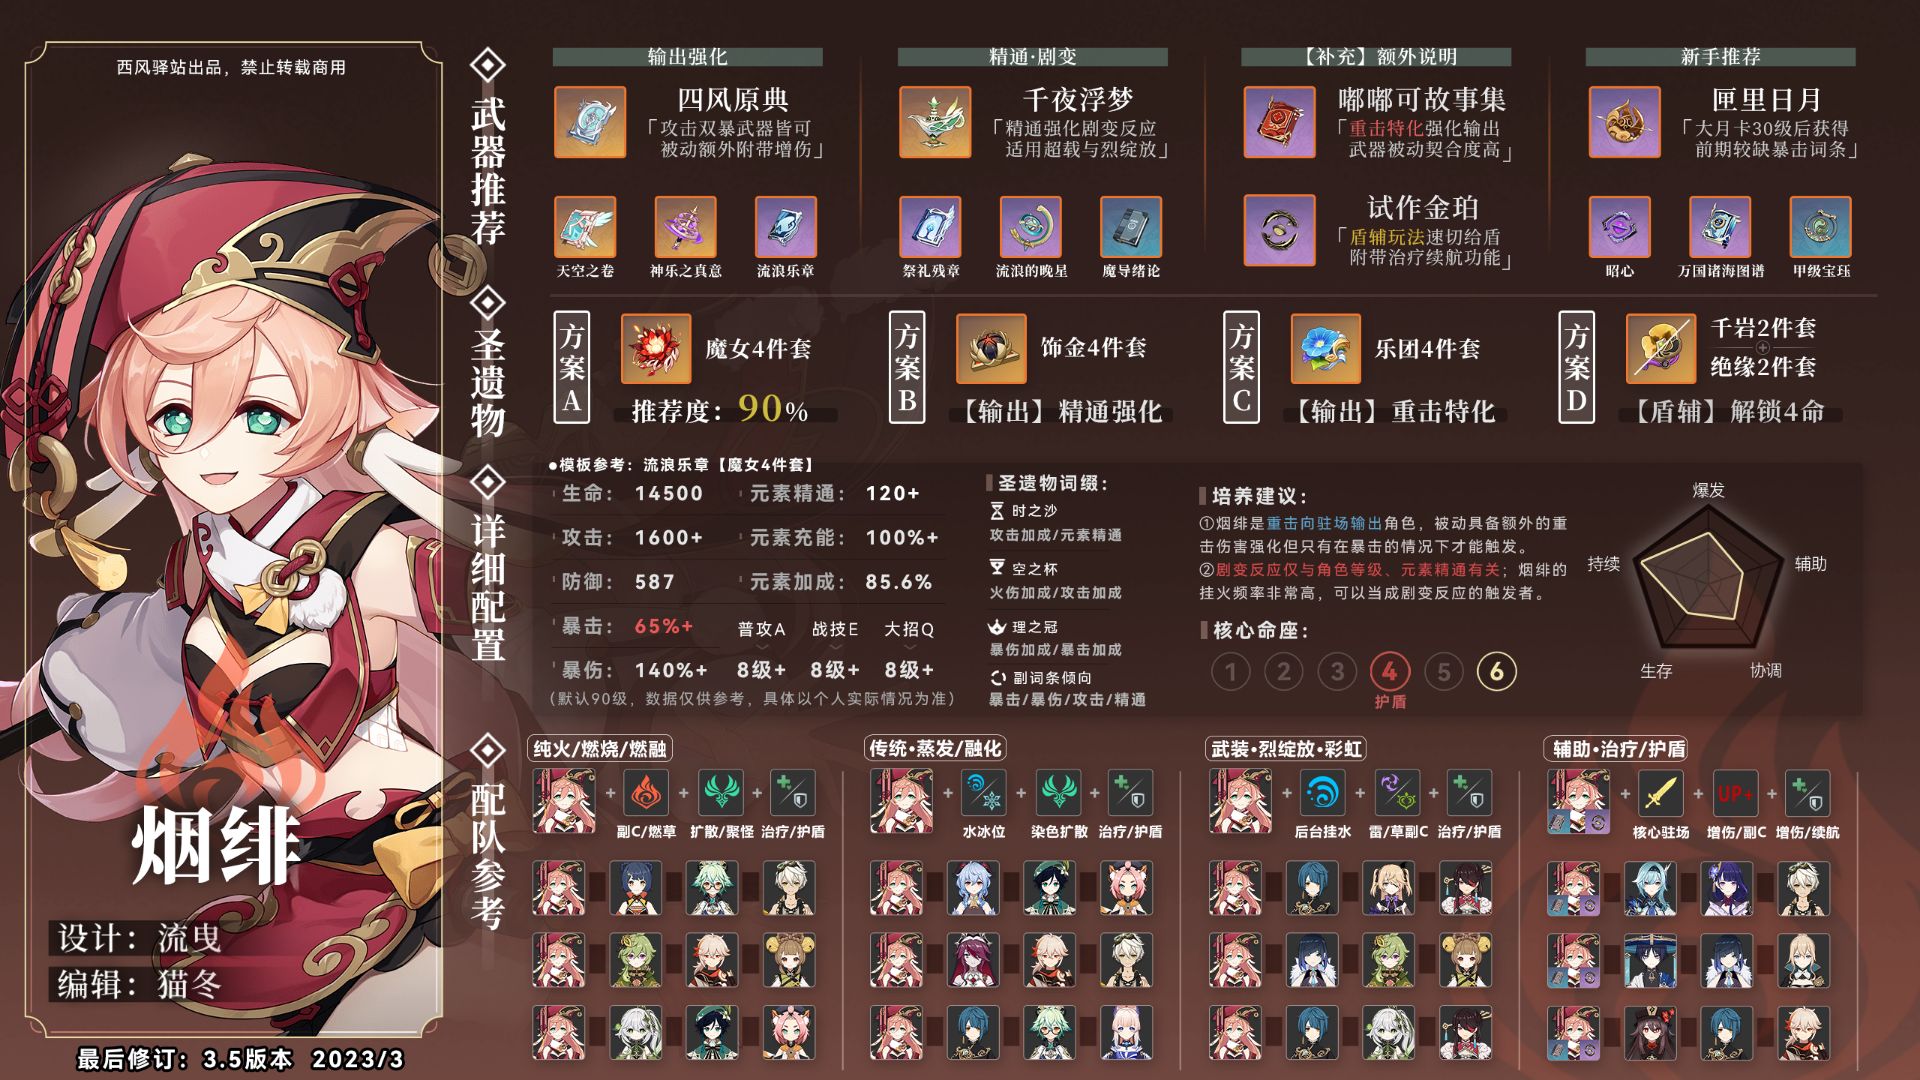 西风驿站出品，禁止转载商用
烟绯
设计：流曳
编辑：猫冬
最后修订：3.5版本 2023/3
武器推荐
输出强化
四风原典
「攻击双暴武器皆可
被动额外附带增伤」
天空之卷
神乐之真意
流浪乐章
精通·剧变
千夜浮梦
「精通强化剧变反应
适用超载与烈绽放」
祭礼残章
流浪的晚星
魔导绪论
【补充】额外说明
嘟嘟可故事集
「重击特化强化输出
武器被动契合度高」
试作金珀
「盾辅玩法速切给盾
附带治疗续航功能」
新手推荐
匣里日月
「大月卡30级后获得
前期较缺暴击词条」
昭心
万国诸海图谱
甲级宝珏
圣遗物
方案A
魔女4件套
推荐度：90%
方案B
饰金4件套
【输出】精通强化
方案C
乐团4件套
【输出】重击特化
方案D
千岩2件套
绝缘2件套
【盾辅】解锁4命
详细配置
●模板参考：流浪乐章【魔女4件套】
生命：14500 元素精通：120+
攻击：1600+ 元素充能：100%+
防御：587 元素加成：85.6%
暴击：65%+ 普攻A 战技E 大招Q
暴伤：140%+ 8级+ 8级+ 8级+
（默认90级，数据仅供参考，具体以个人实际情况为准）
圣遗物词缀：
时之沙
攻击加成/元素精通
空之杯
火伤加成/攻击加成
理之冠
暴伤加成/暴击加成
副词条倾向
暴击/暴伤/攻击/精通
培养建议：
①烟绯是重击向驻场输出角色，被动具备额外的重
击伤害强化但只有在暴击的情况下才能触发。
②剧变反应仅与角色等级、元素精通有关；烟绯的
挂火频率非常高，可以当成剧变反应的触发者。
核心命座：
1 2 3 4 5 6
护盾
爆发
持续
辅助
生存
协调
配队参考
纯火/燃烧/燃融
副C/燃草
扩散/聚怪
治疗/护盾
传统·蒸发/融化
水冰位
染色扩散
治疗/护盾
武装·烈绽放·彩虹
后台挂水
雷/草副C
治疗/护盾
辅助·治疗/护盾
UP+
核心驻场
增伤/副C
增伤/续航